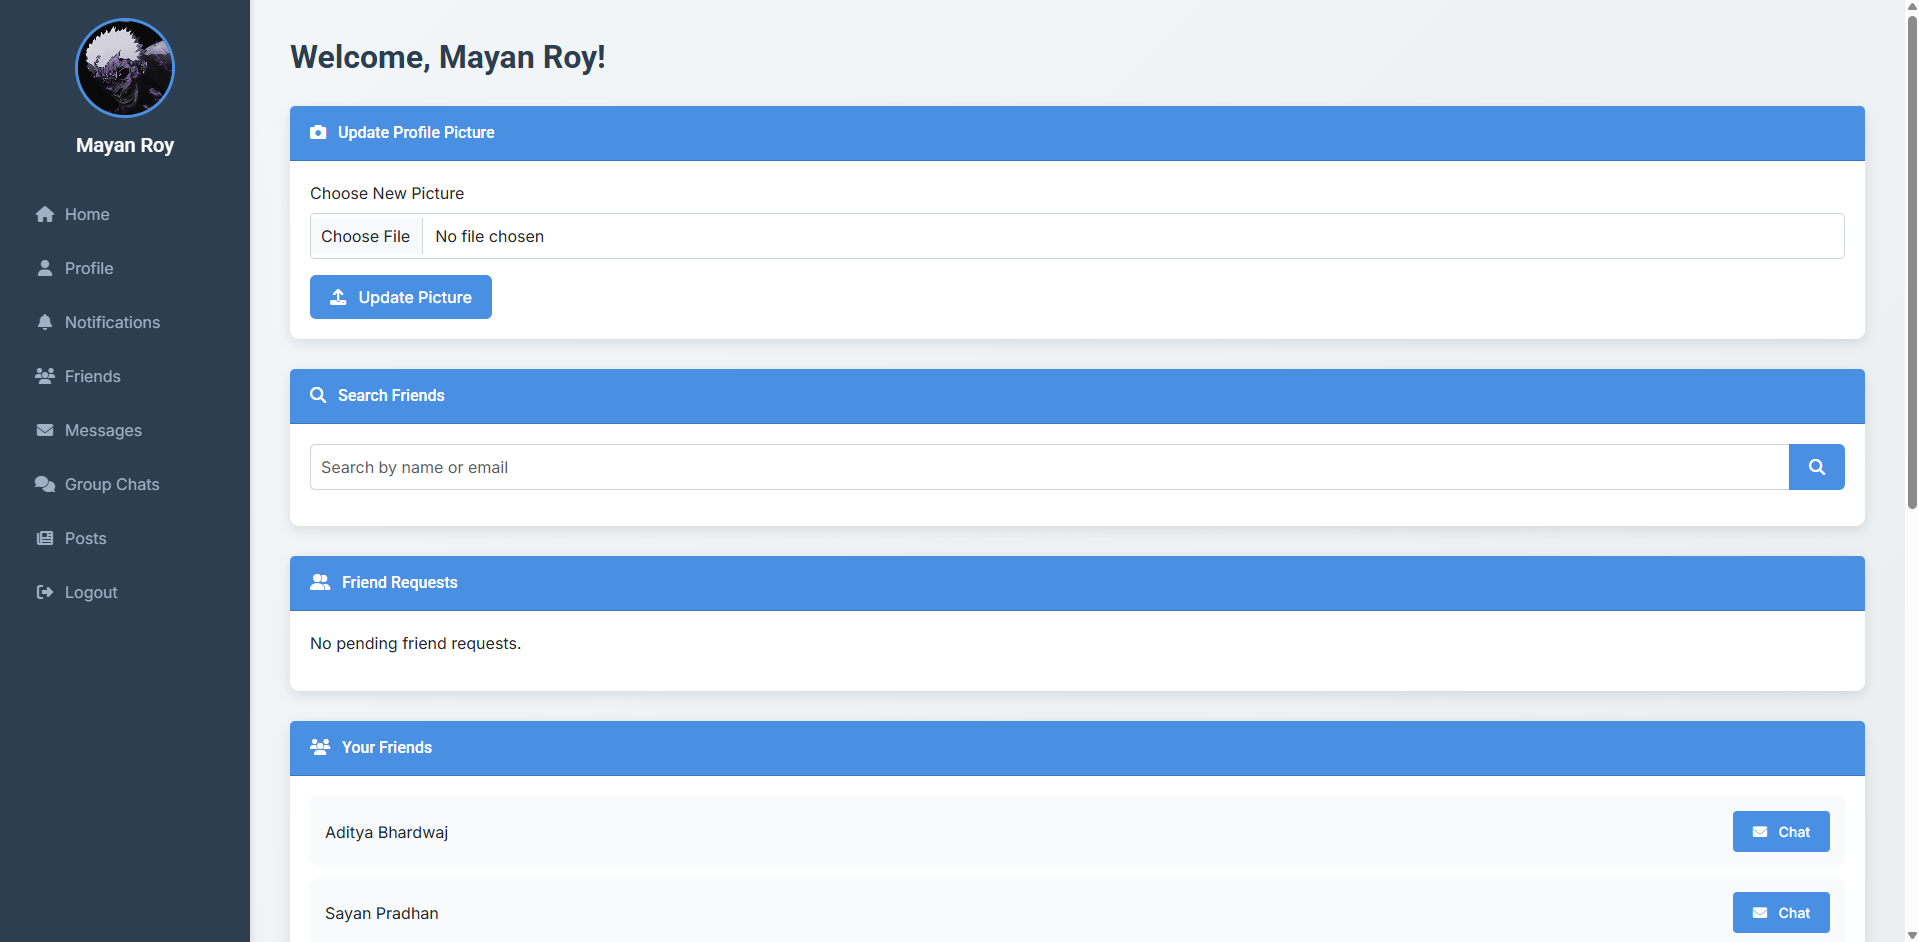 Mayan Roy
Home
Profile
Notifications
Friends
Messages
Group Chats
Posts
Logout
Welcome, Mayan Roy!
Update Profile Picture
Choose New Picture
Choose File No file chosen
Update Picture
Search Friends
Search by name or email
Friend Requests
No pending friend requests.
Your Friends
Aditya Bhardwaj Chat
Sayan Pradhan Chat